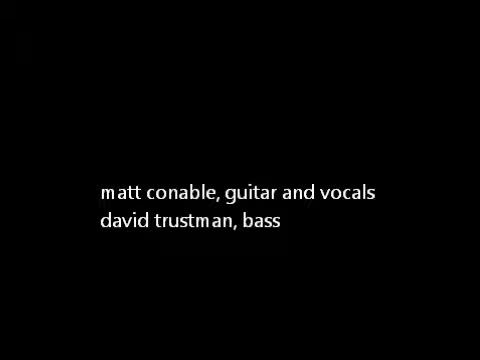 matt conable, guitar and vocals
david trustman, bass